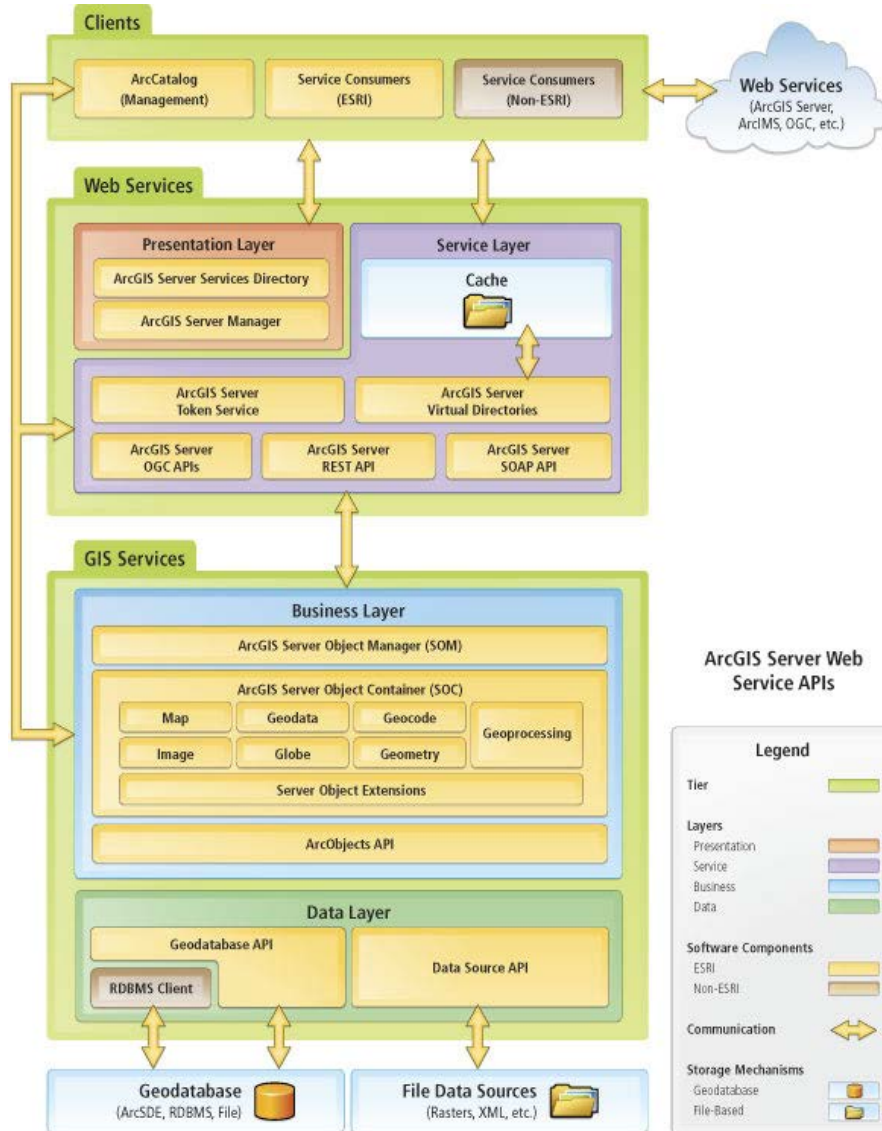 Clients
ArcCatalog
(Management)
Service Consumers
(ESRI)
Service Consumers
(Non-ESRI)
Web Services
(ArcGIS Server,
ArcIMS, OGC, etc.)
Web Services
Presentation Layer
ArcGIS Server Services Directory
ArcGIS Server Manager
Service Layer
Cache
ArcGIS Server
Token Service
ArcGIS Server
Virtual Directories
ArcGIS Server
OGC APIs
ArcGIS Server
REST API
ArcGIS Server
SOAP API
GIS Services
Business Layer
ArcGIS Server Object Manager (SOM)
ArcGIS Server Object Container (SOC)
Map
Geodata
Geocode
Geoprocessing
Image
Globe
Geometry
Server Object Extensions
ArcObjects API
Data Layer
Geodatabase API
RDBMS Client
Data Source API
Geodatabase
(ArcSDE, RDBMS, File)
File Data Sources
(Rasters, XML, etc.)
ArcGIS Server Web
Service APIs
Legend
Tier
Layers
Presentation
Service
Business
Data
Software Components
ESRI
Non-ESRI
Communication
Storage Mechanisms
Geodatabase
File-Based